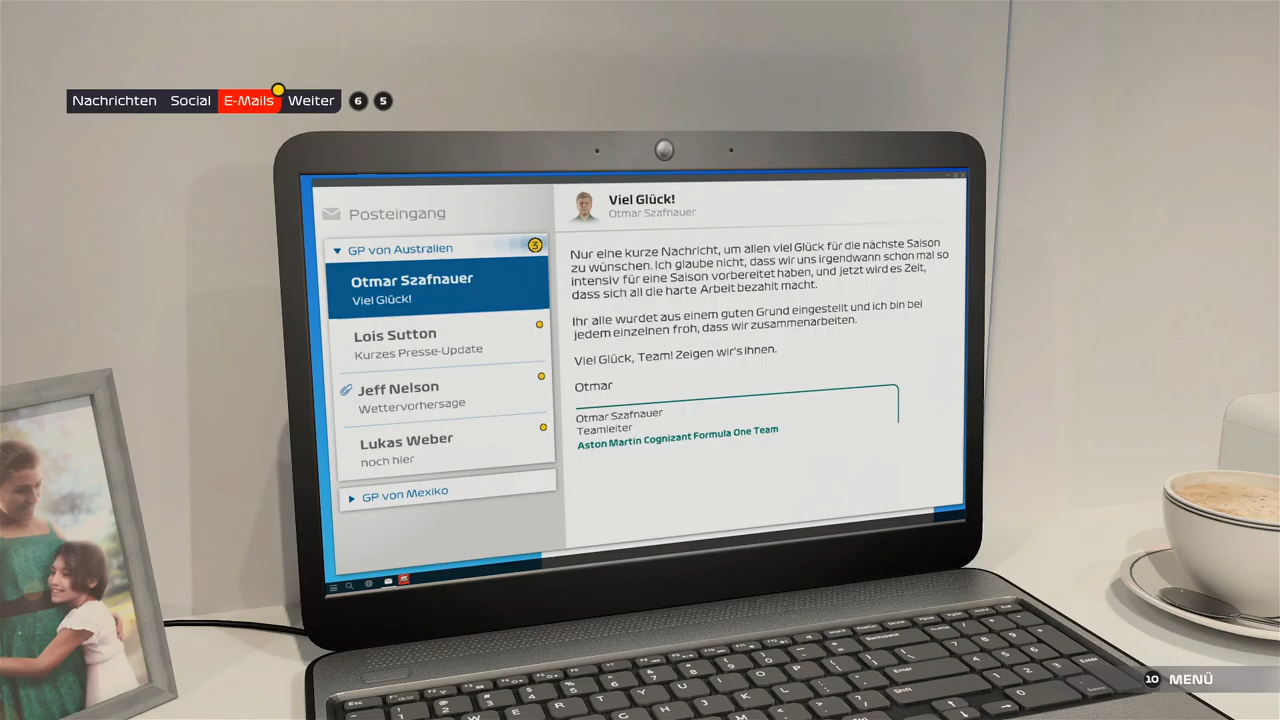 Nachrichten Social E-Mails Weiter 6 5
Posteingang
GP von Australien 3
Otmar Szafnauer
Viel Glück!
Lois Sutton
Kurzes Presse-Update
Jeff Nelson
Wettervorhersage
Lukas Weber
noch hier
GP von Mexiko
Viel Glück!
Otmar Szafnauer
Nur eine kurze Nachricht, um allen viel Glück für die nächste Saison
zu wünschen. Ich glaube nicht, dass wir uns irgendwann schon mal so
intensiv für eine Saison vorbereitet haben, und jetzt wird es Zeit,
dass sich all die harte Arbeit bezahlt macht.
Ihr alle wurdet aus einem guten Grund eingestellt und ich bin bei
jedem einzelnen froh, dass wir zusammenarbeiten.
Viel Glück, Team! Zeigen wir's ihnen.
Otmar
Otmar Szafnauer
Teamleiter
Aston Martin Cognizant Formula One Team
10 MENÜ